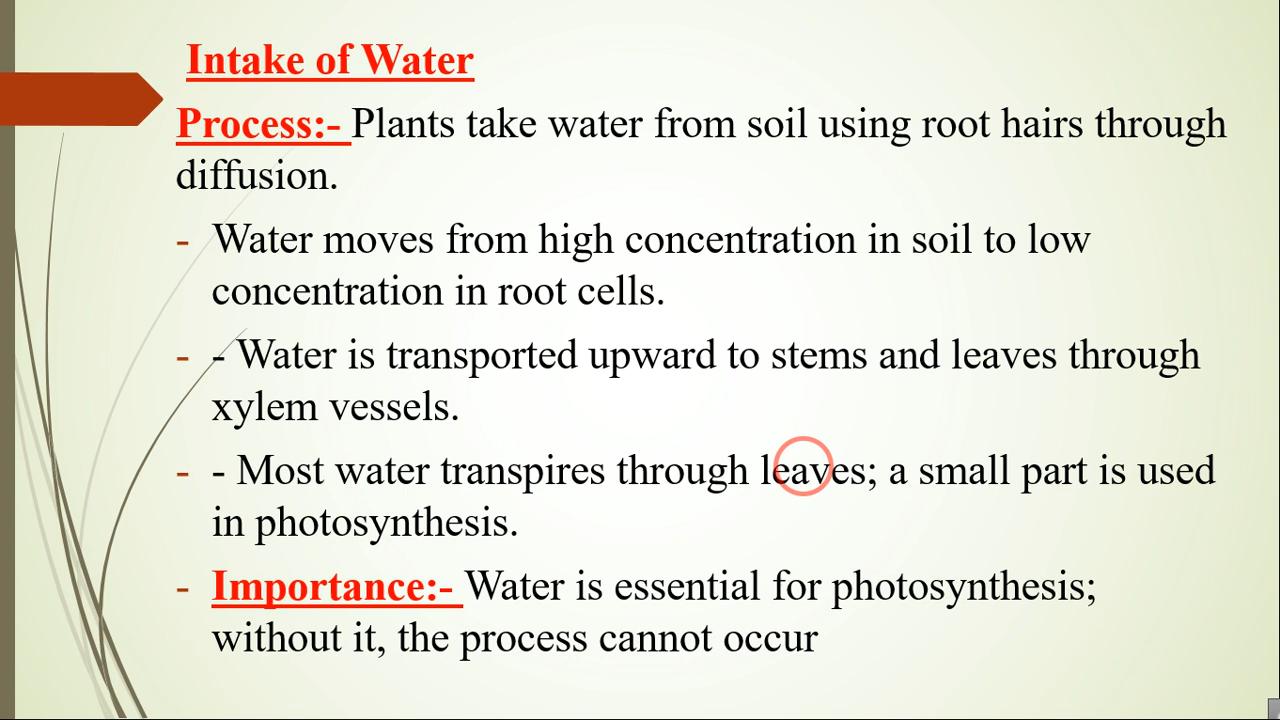 Intake of Water
Process:- Plants take water from soil using root hairs through
diffusion.
- Water moves from high concentration in soil to low
concentration in root cells.
- - Water is transported upward to stems and leaves through
xylem vessels.
- - Most water transpires through leaves; a small part is used
in photosynthesis.
- Importance:- Water is essential for photosynthesis;
without it, the process cannot occur